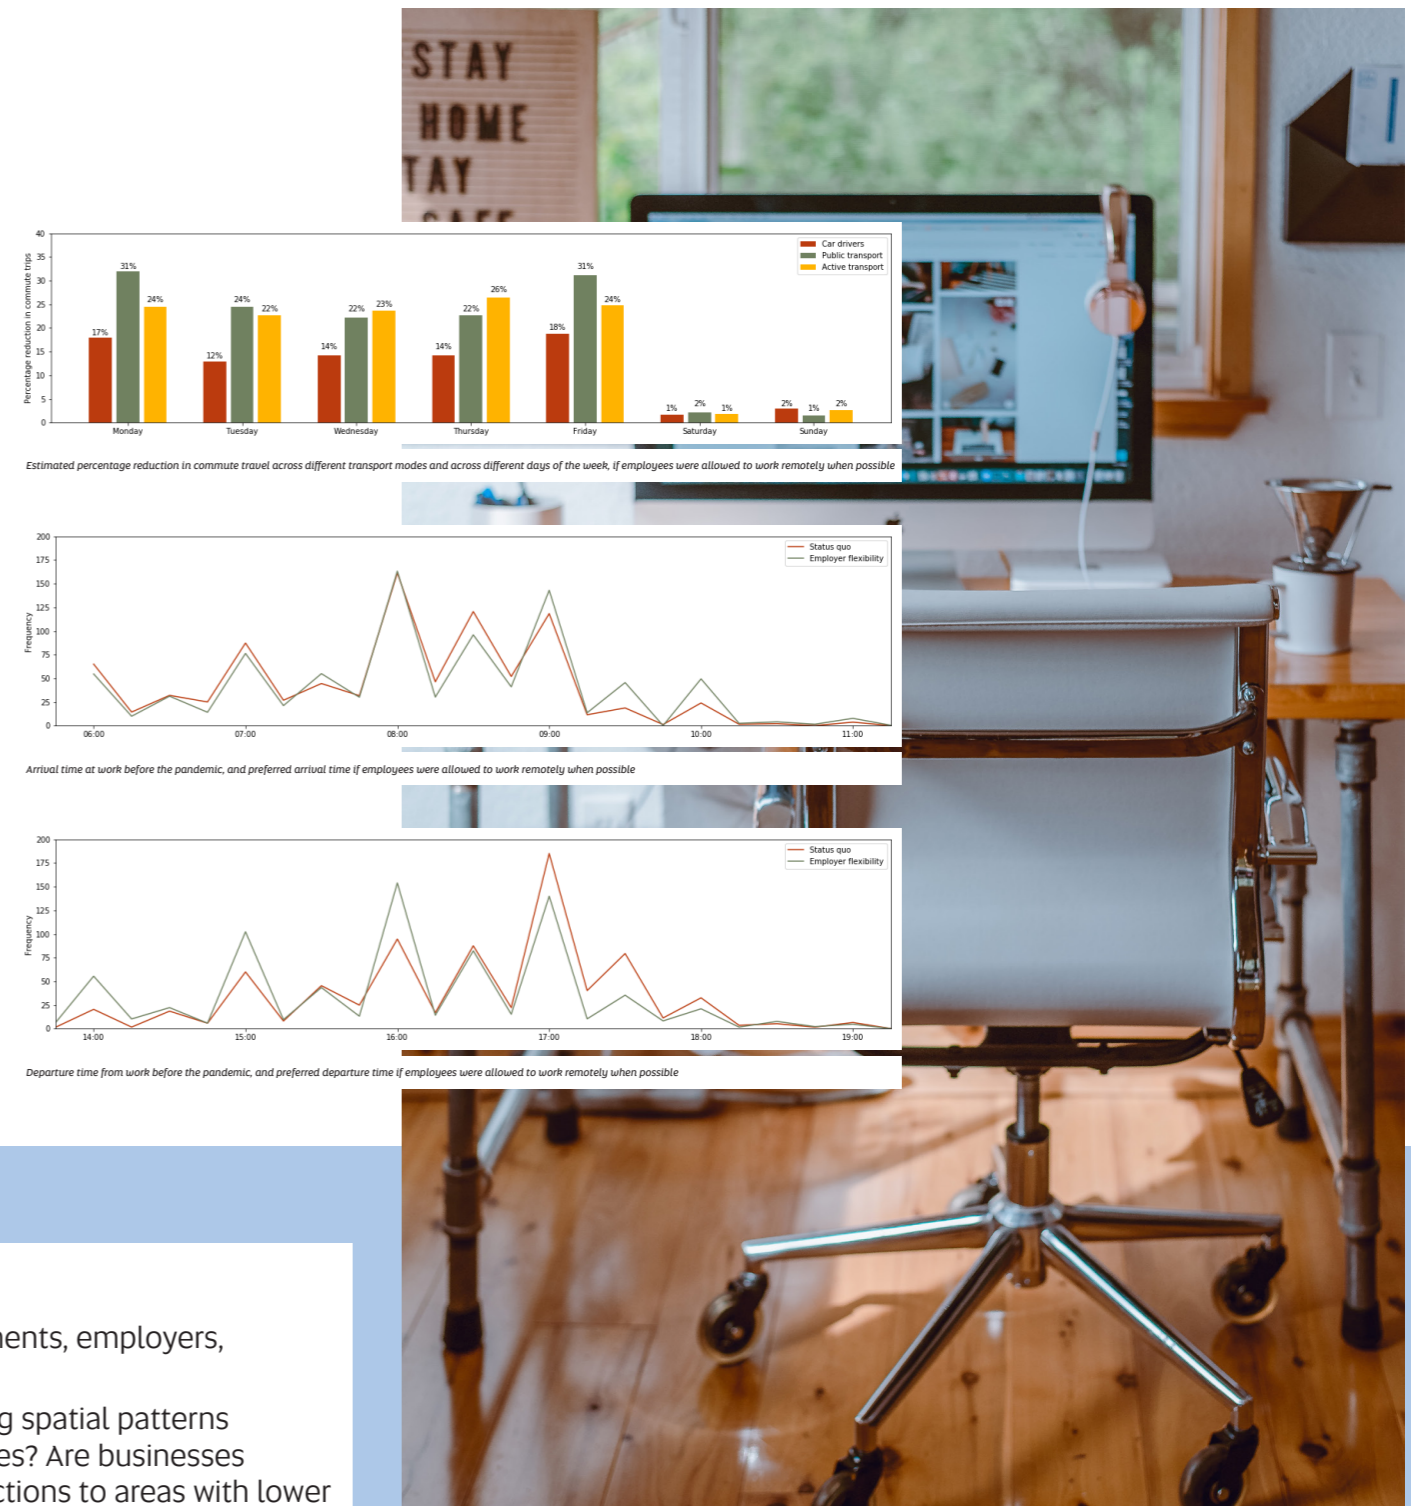 STAY
HOME
TAY
SAFE
40
35
30
25
20
15
10
5
0
Percentage reduction in commute trips
Car drivers
Public transport
Active transport
17% 31% 24%
12% 24% 22%
14% 22% 23%
14% 22% 26%
18% 31% 24%
1% 2% 1%
2% 1% 2%
Monday Tuesday Wednesday Thursday Friday Saturday Sunday
Estimated percentage reduction in commute travel across different transport modes and across different days of the week, if employees were allowed to work remotely when possible
200
175
150
125
100
75
50
25
0
Frequency
Status quo
Employer flexibility
06:00 07:00 08:00 09:00 10:00 11:00
Arrival time at work before the pandemic, and preferred arrival time if employees were allowed to work remotely when possible
200
175
150
125
100
75
50
25
0
Frequency
Status quo
Employer flexibility
14:00 15:00 16:00 17:00 18:00 19:00
Departure time from work before the pandemic, and preferred departure time if employees were allowed to work remotely when possible
nents, employers,
g spatial patterns
es? Are businesses
ctions to areas with lower